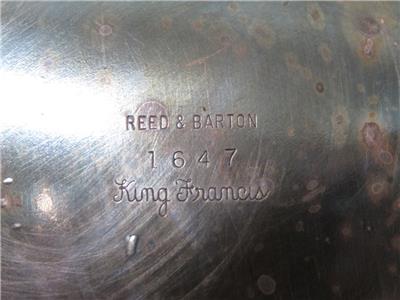 REED & BARTON
1647
King Francis